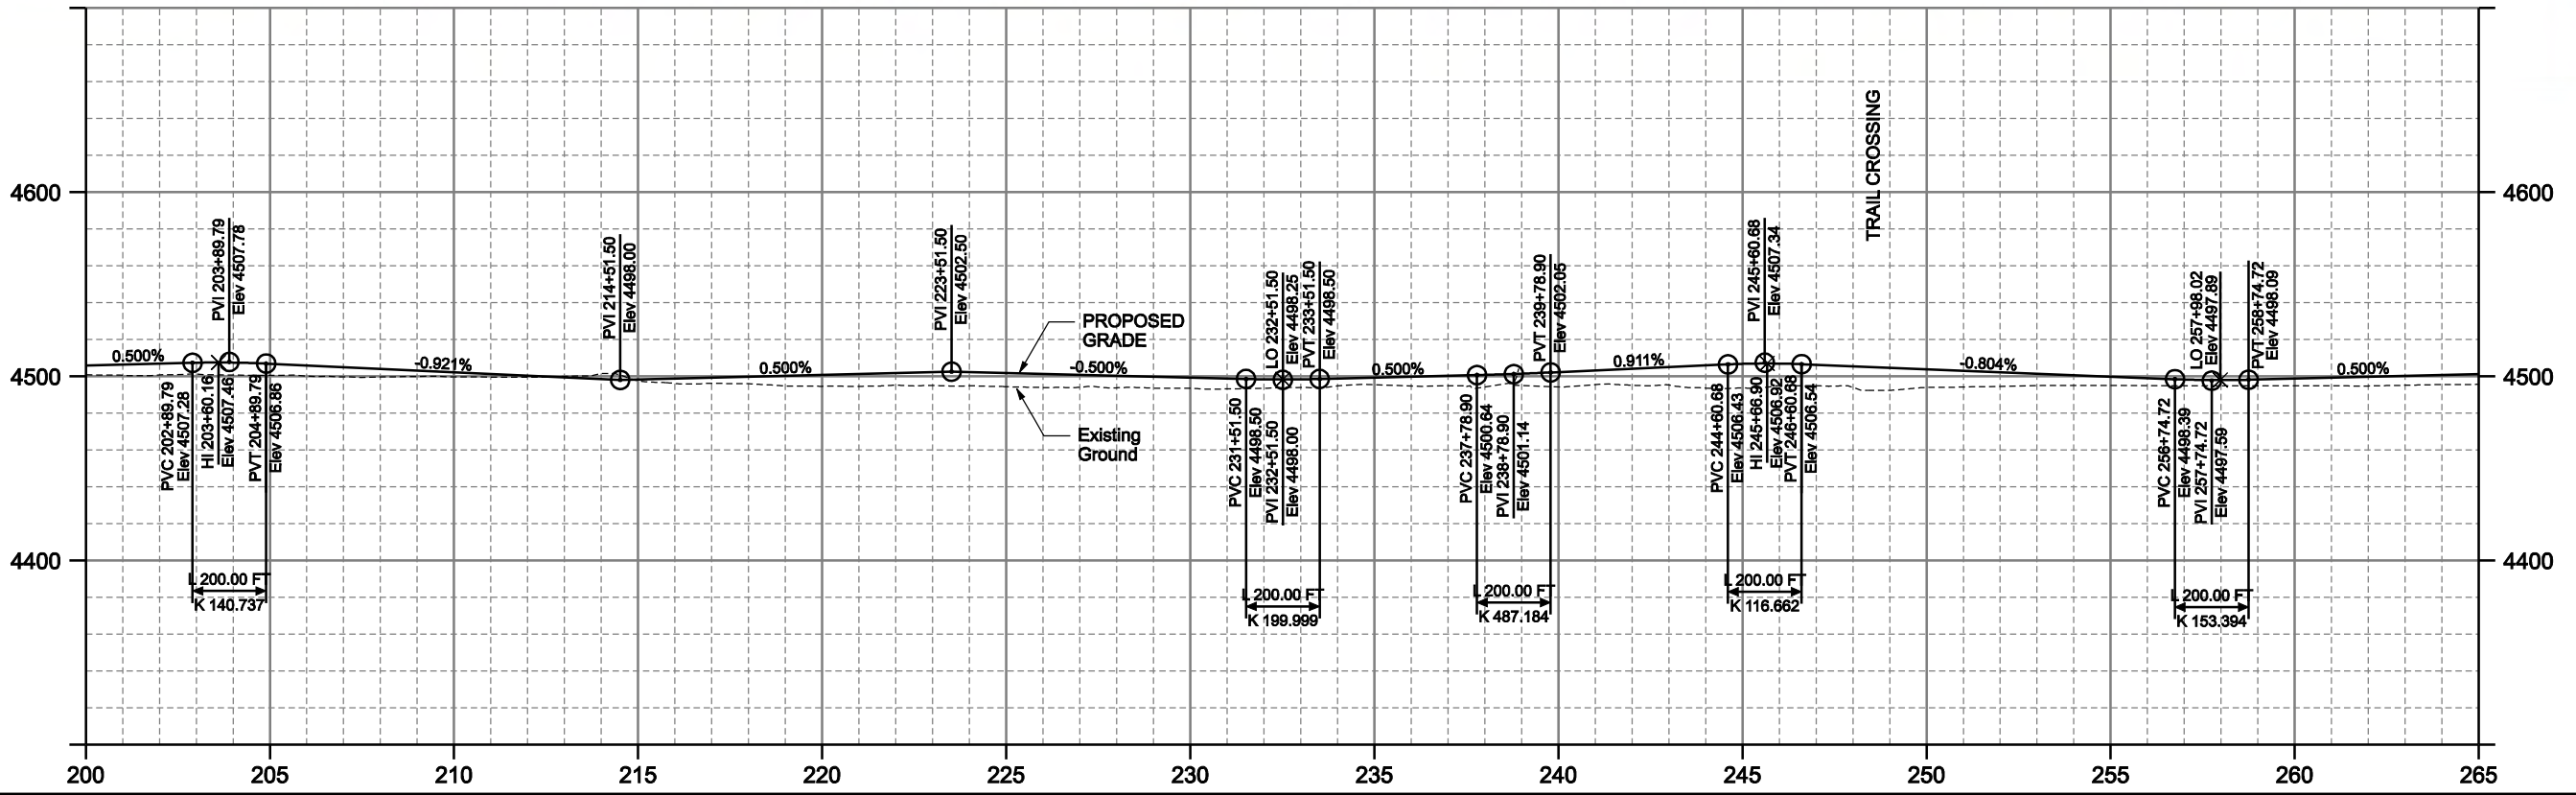 TRAIL CROSSING
4600
4600
PVI 203+89.79
Elev 4507.78
PVI 214+51.50
Elev 4498.00
PVI 223+51.50
Elev 4502.50
LO 232+51.50
Elev 4498.25
PVT 233+51.50
Elev 4498.50
PVT 239+78.90
Elev 4502.05
PVI 245+60.68
Elev 4507.34
LO 257+98.02
Elev 4497.89
PVT 258+74.72
Elev 4498.09
PROPOSED
GRADE
0.500%
-0.921%
0.500%
-0.500%
0.500%
0.911%
-0.804%
0.500%
4500
4500
PVC 202+89.79
Elev 4507.28
HI 203+60.16
Elev 4507.46
PVT 204+89.79
Elev 4506.86
Existing
Ground
PVC 231+51.50
Elev 4498.50
PVI 232+51.50
Elev 4498.00
PVC 237+78.90
Elev 4500.64
PVI 238+78.90
Elev 4501.14
PVC 244+60.68
Elev 4506.43
HI 245+66.90
Elev 4506.92
PVT 246+60.68
Elev 4506.54
PVC 256+74.72
Elev 4498.39
PVI 257+74.72
Elev 4497.59
4400
4400
L 200.00 FT
K 140.737
L 200.00 FT
K 199.999
L 200.00 FT
K 487.184
L 200.00 FT
K 116.662
L 200.00 FT
K 153.394
200
205
210
215
220
225
230
235
240
245
250
255
260
265